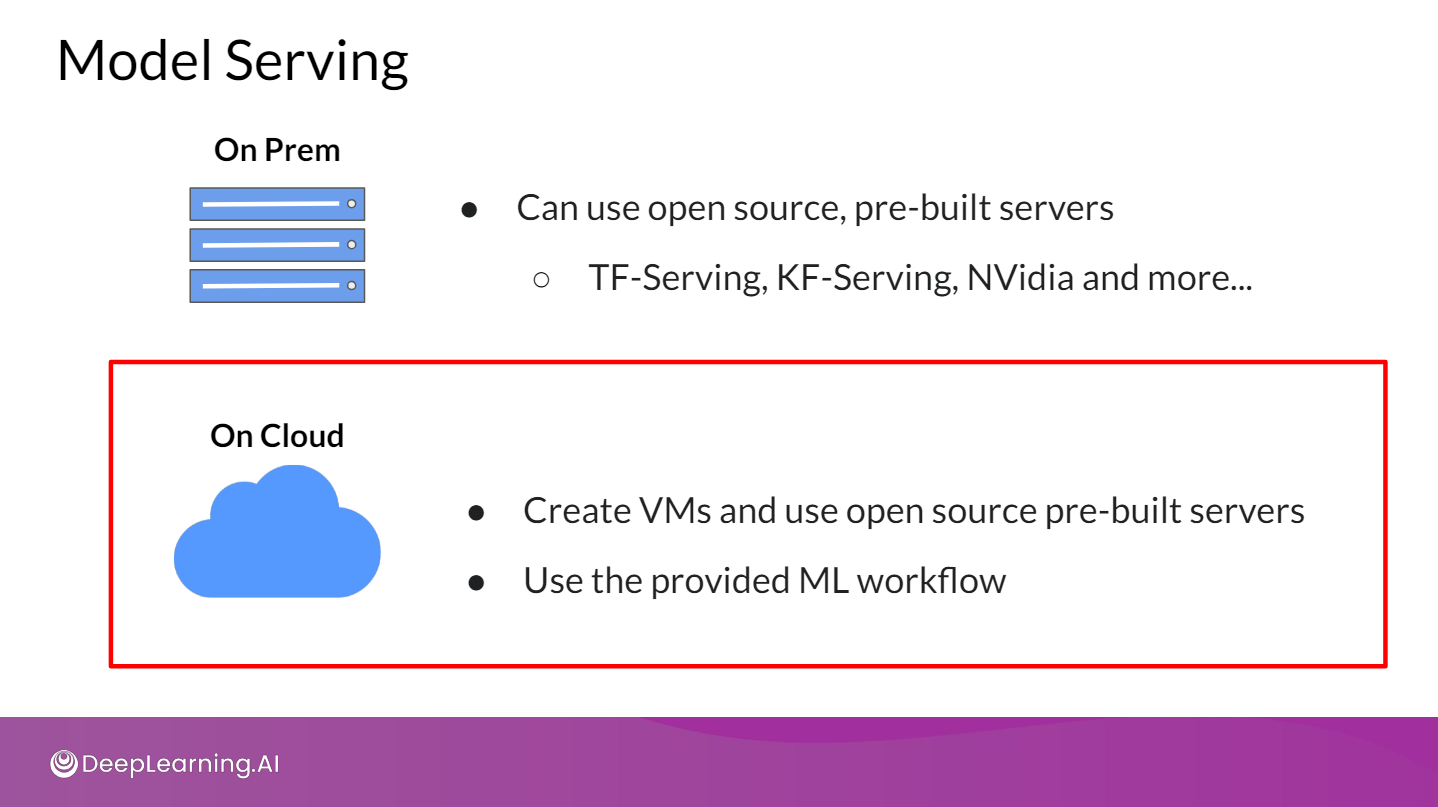 Model Serving
On Prem
● Can use open source, pre-built servers
○ TF-Serving, KF-Serving, NVidia and more...
On Cloud
● Create VMs and use open source pre-built servers
● Use the provided ML workflow
DeepLearning.AI